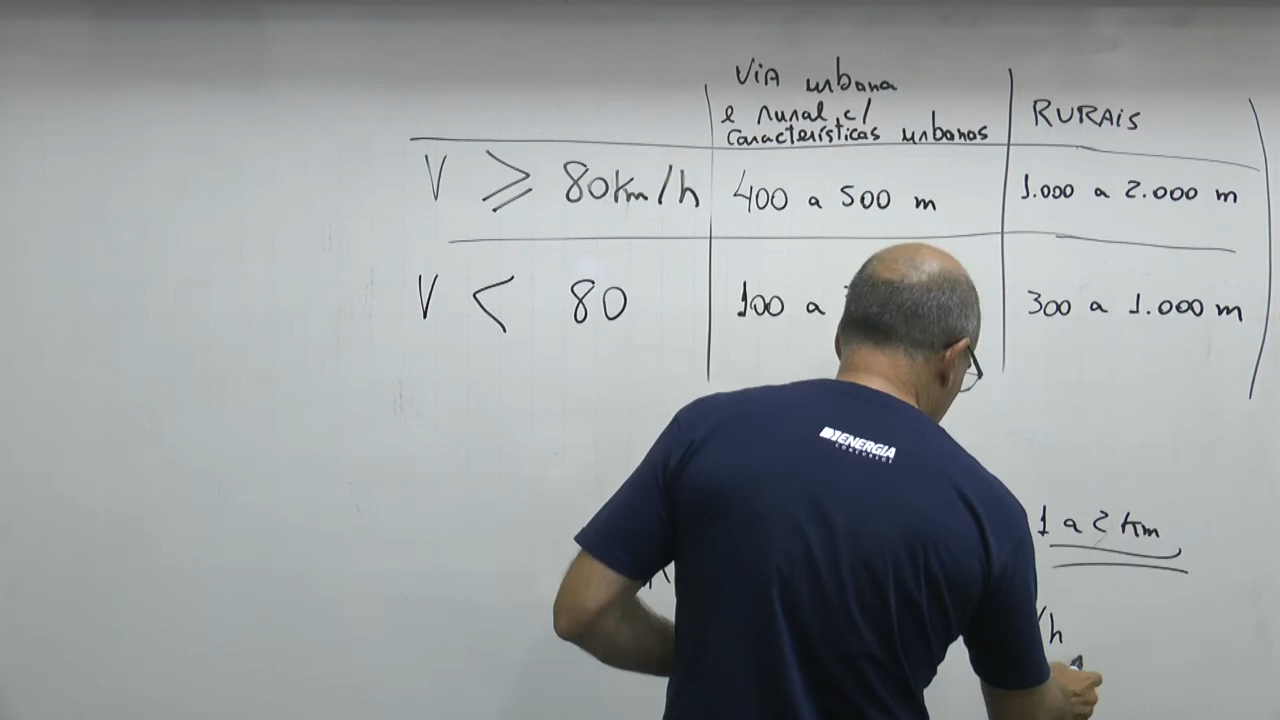 VIA urbana
e rural c/
características urbanas
RURAIS
V ≥ 80km/h
400 a 500 m
1.000 a 2.000 m
V < 80
100 a
300 a 1.000 m
ENERGIA
CONCURSOS
1 a 2 km
/h